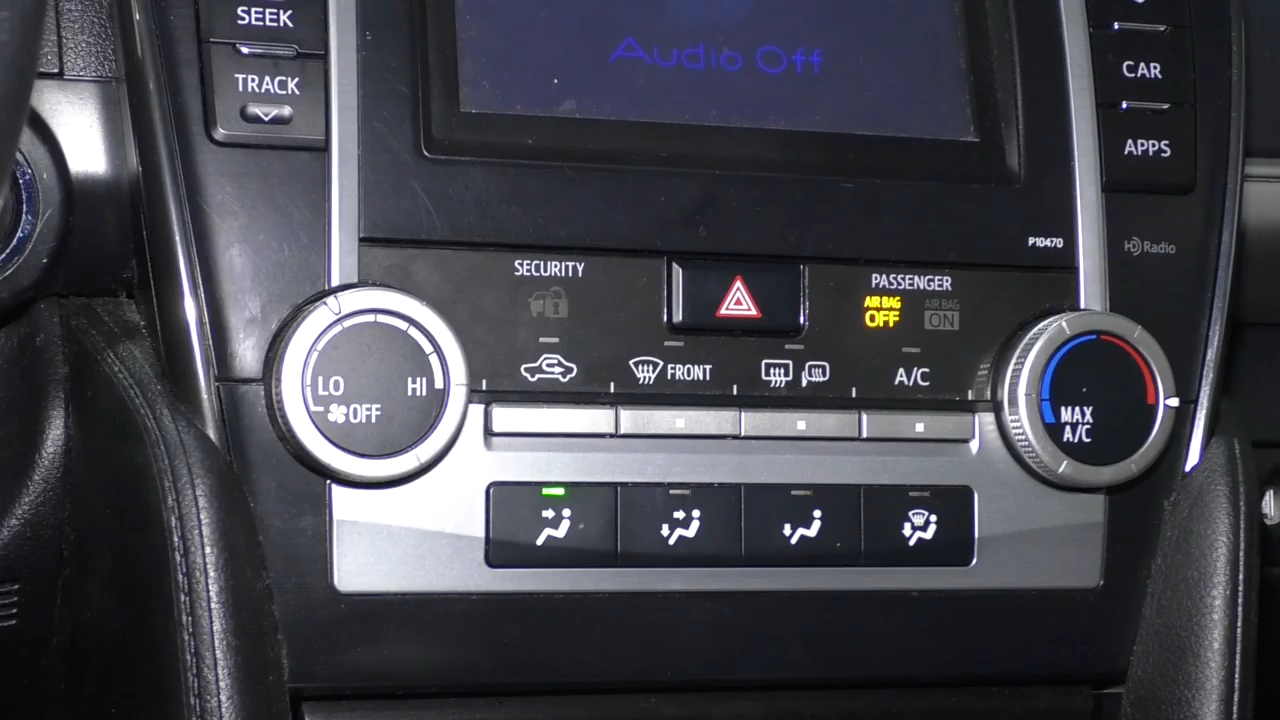 SEEK
TRACK
Audio Off
CAR
APPS
P10470
HD Radio
SECURITY
PASSENGER
AIR BAG
OFF
AIR BAG
ON
LO
HI
OFF
FRONT
A/C
MAX
A/C